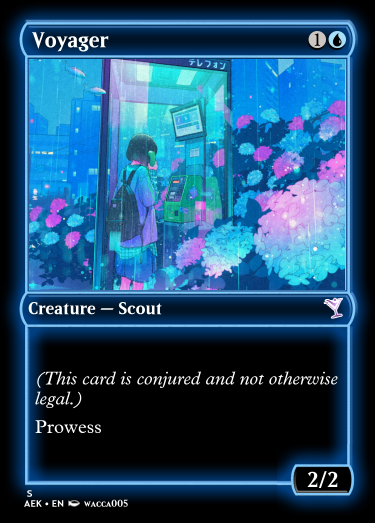 Voyager
1
テレフォン
Creature — Scout
(This card is conjured and not otherwise
legal.)
Prowess
2/2
S
AEK • EN WACCA005